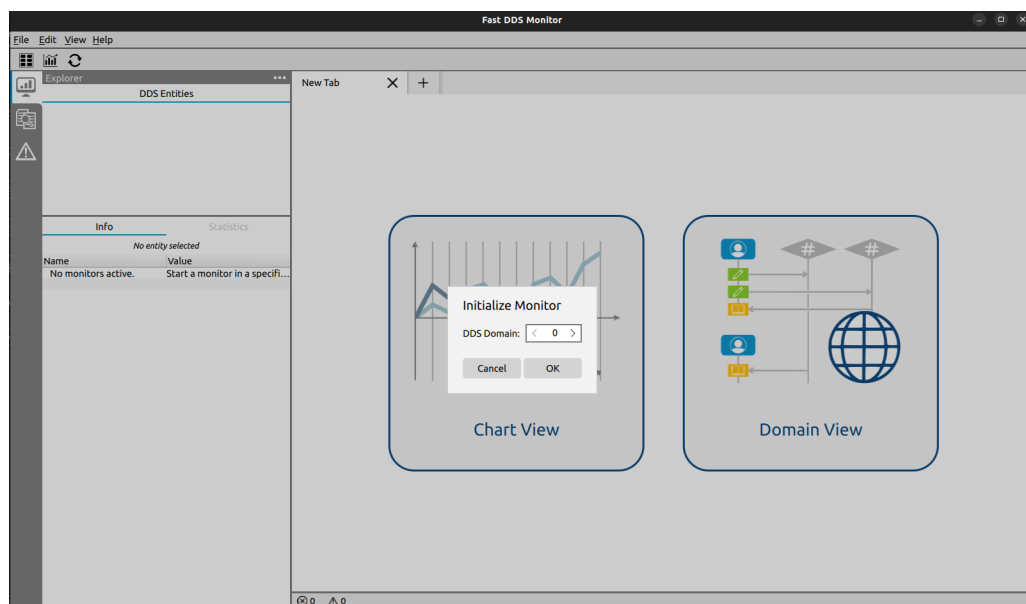 Fast DDS Monitor
File Edit View Help
Explorer
DDS Entities
New Tab
Info Statistics
No entity selected
Name Value
No monitors active. Start a monitor in a specifi...
Initialize Monitor
DDS Domain: < 0 >
Cancel OK
Chart View
# #
Domain View
0 0